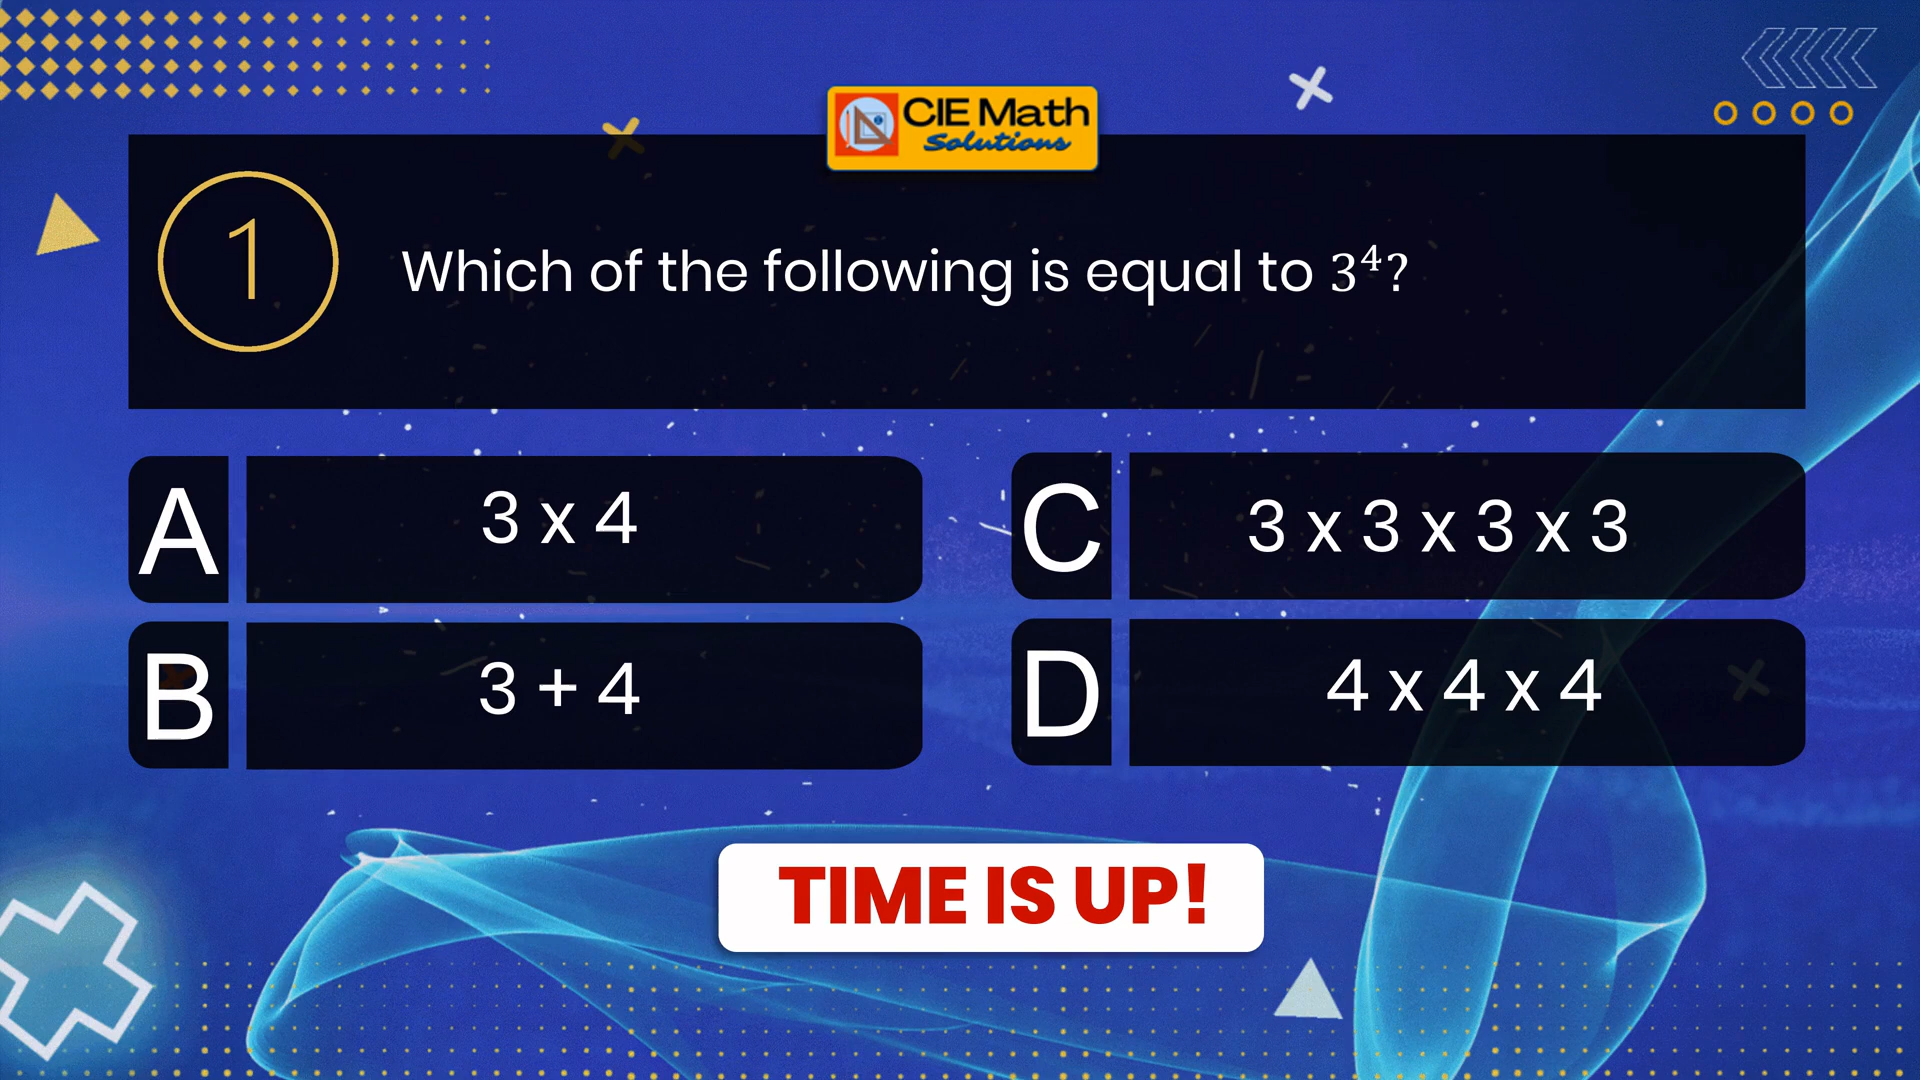 CIE Math
Solutions
1
Which of the following is equal to 3⁴?
A
3 x 4
B
3 + 4
C
3 x 3 x 3 x 3
D
4 x 4 x 4
TIME IS UP!